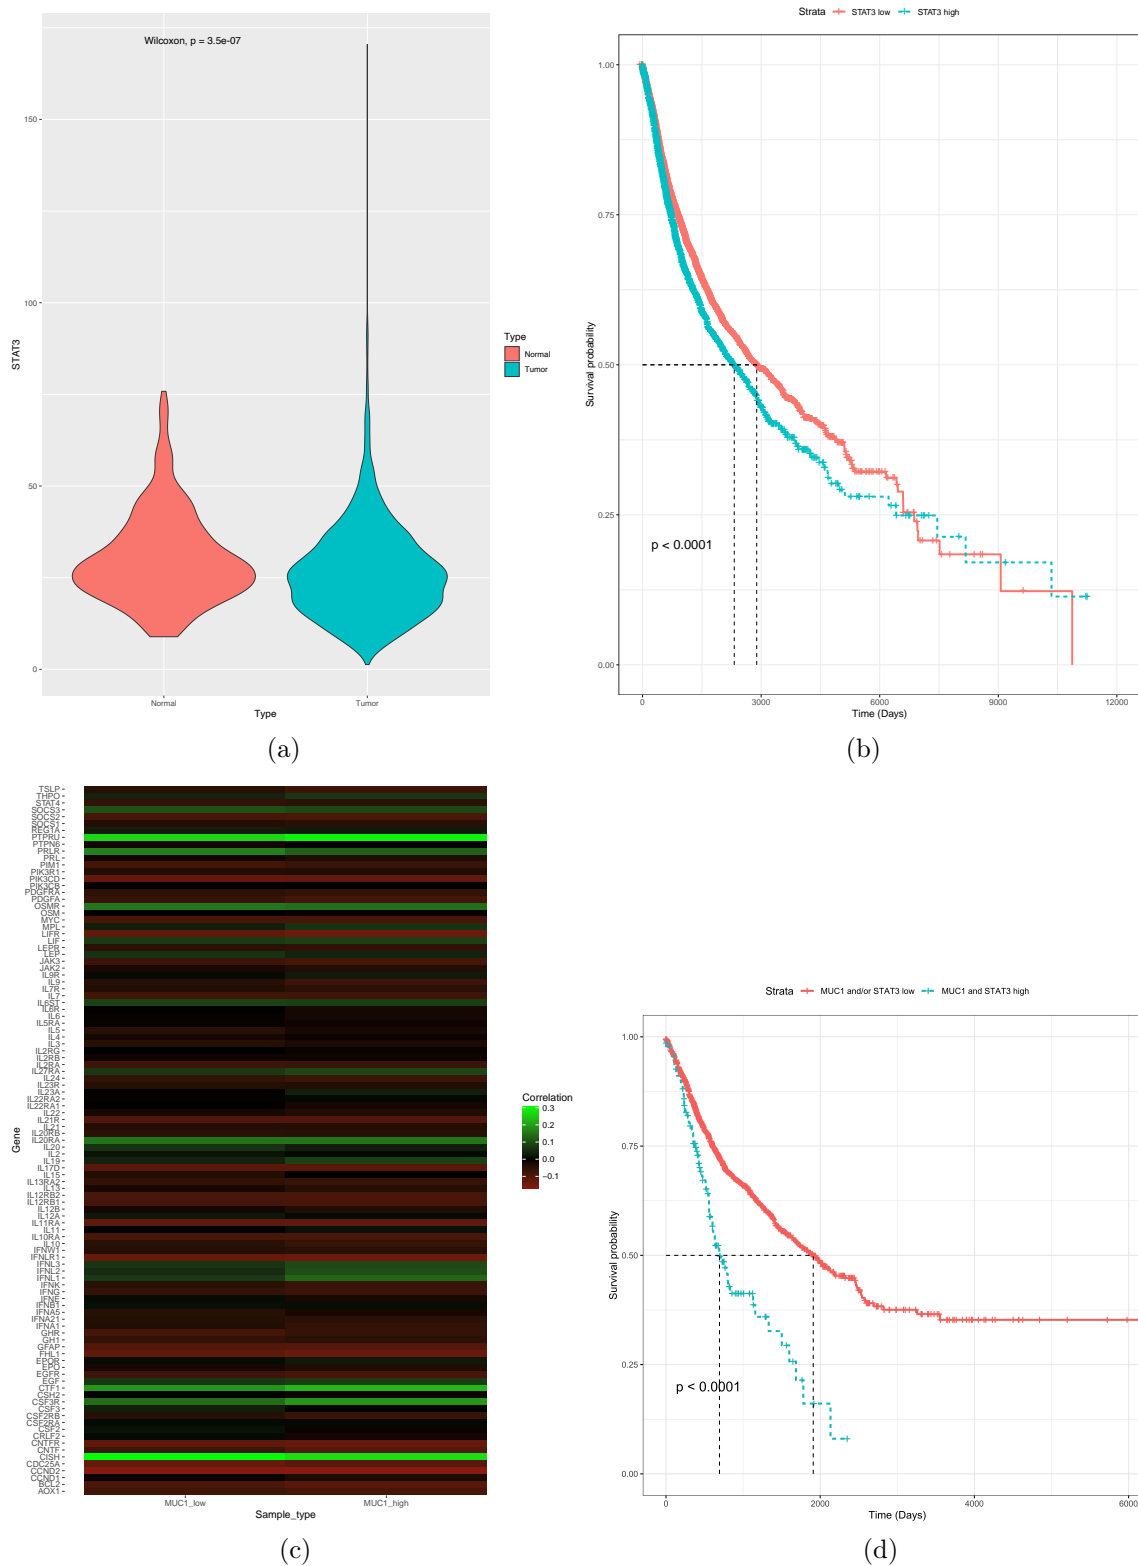 Wilcoxon, p = 3.5e-07
150
100
50
0
STAT3
Normal
Tumor
Type
Type
Normal
Tumor
(a)
Strata STAT3 low STAT3 high
1.00
0.75
0.50
0.25
0.00
Survival probability
p < 0.0001
0 3000 6000 9000 12000
Time (Days)
(b)
TSLP
THPO
STAT4
SOCS3
SOCS2
SOCS1
REG1A
PTPRU
PTPN6
PRLR
PRL
PIM1
PIK3R1
PIK3CD
PIK3CB
PDGFRA
PDGFA
OSMR
OSM
MYC
MPL
LIFR
LIF
LEPR
LEP
JAK3
JAK2
IL9R
IL9
IL7R
IL7
IL6ST
IL6R
IL6
IL5RA
IL5
IL4
IL3
IL2RG
IL2RB
IL2RA
IL27RA
IL24
IL23R
IL23A
IL22RA2
IL22RA1
IL22
IL21R
IL21
IL20RB
IL20RA
IL20
IL2
IL19
IL17D
IL15
IL13RA2
IL13
IL12RB2
IL12RB1
IL12B
IL12A
IL11RA
IL11
IL10RA
IL10
IFNW1
IFNLR1
IFNL3
IFNL2
IFNL1
IFNK
IFNG
IFNE
IFNB1
IFNA5
IFNA21
IFNA1
GHR
GH1
GFAP
FHL1
EPOR
EPO
EGFR
EGF
CTF1
CSH2
CSF3R
CSF3
CSF2RB
CSF2RA
CSF2
CRLF2
CNTFR
CNTF
CISH
CDC25A
CCND2
CCND1
BCL2
AOX1
Gene
MUC1_low
MUC1_high
Sample_type
Correlation
0.3
0.2
0.1
0.0
−0.1
(c)
Strata MUC1 and/or STAT3 low MUC1 and STAT3 high
1.00
0.75
0.50
0.25
0.00
Survival probability
p < 0.0001
0 2000 4000 6000
Time (Days)
(d)